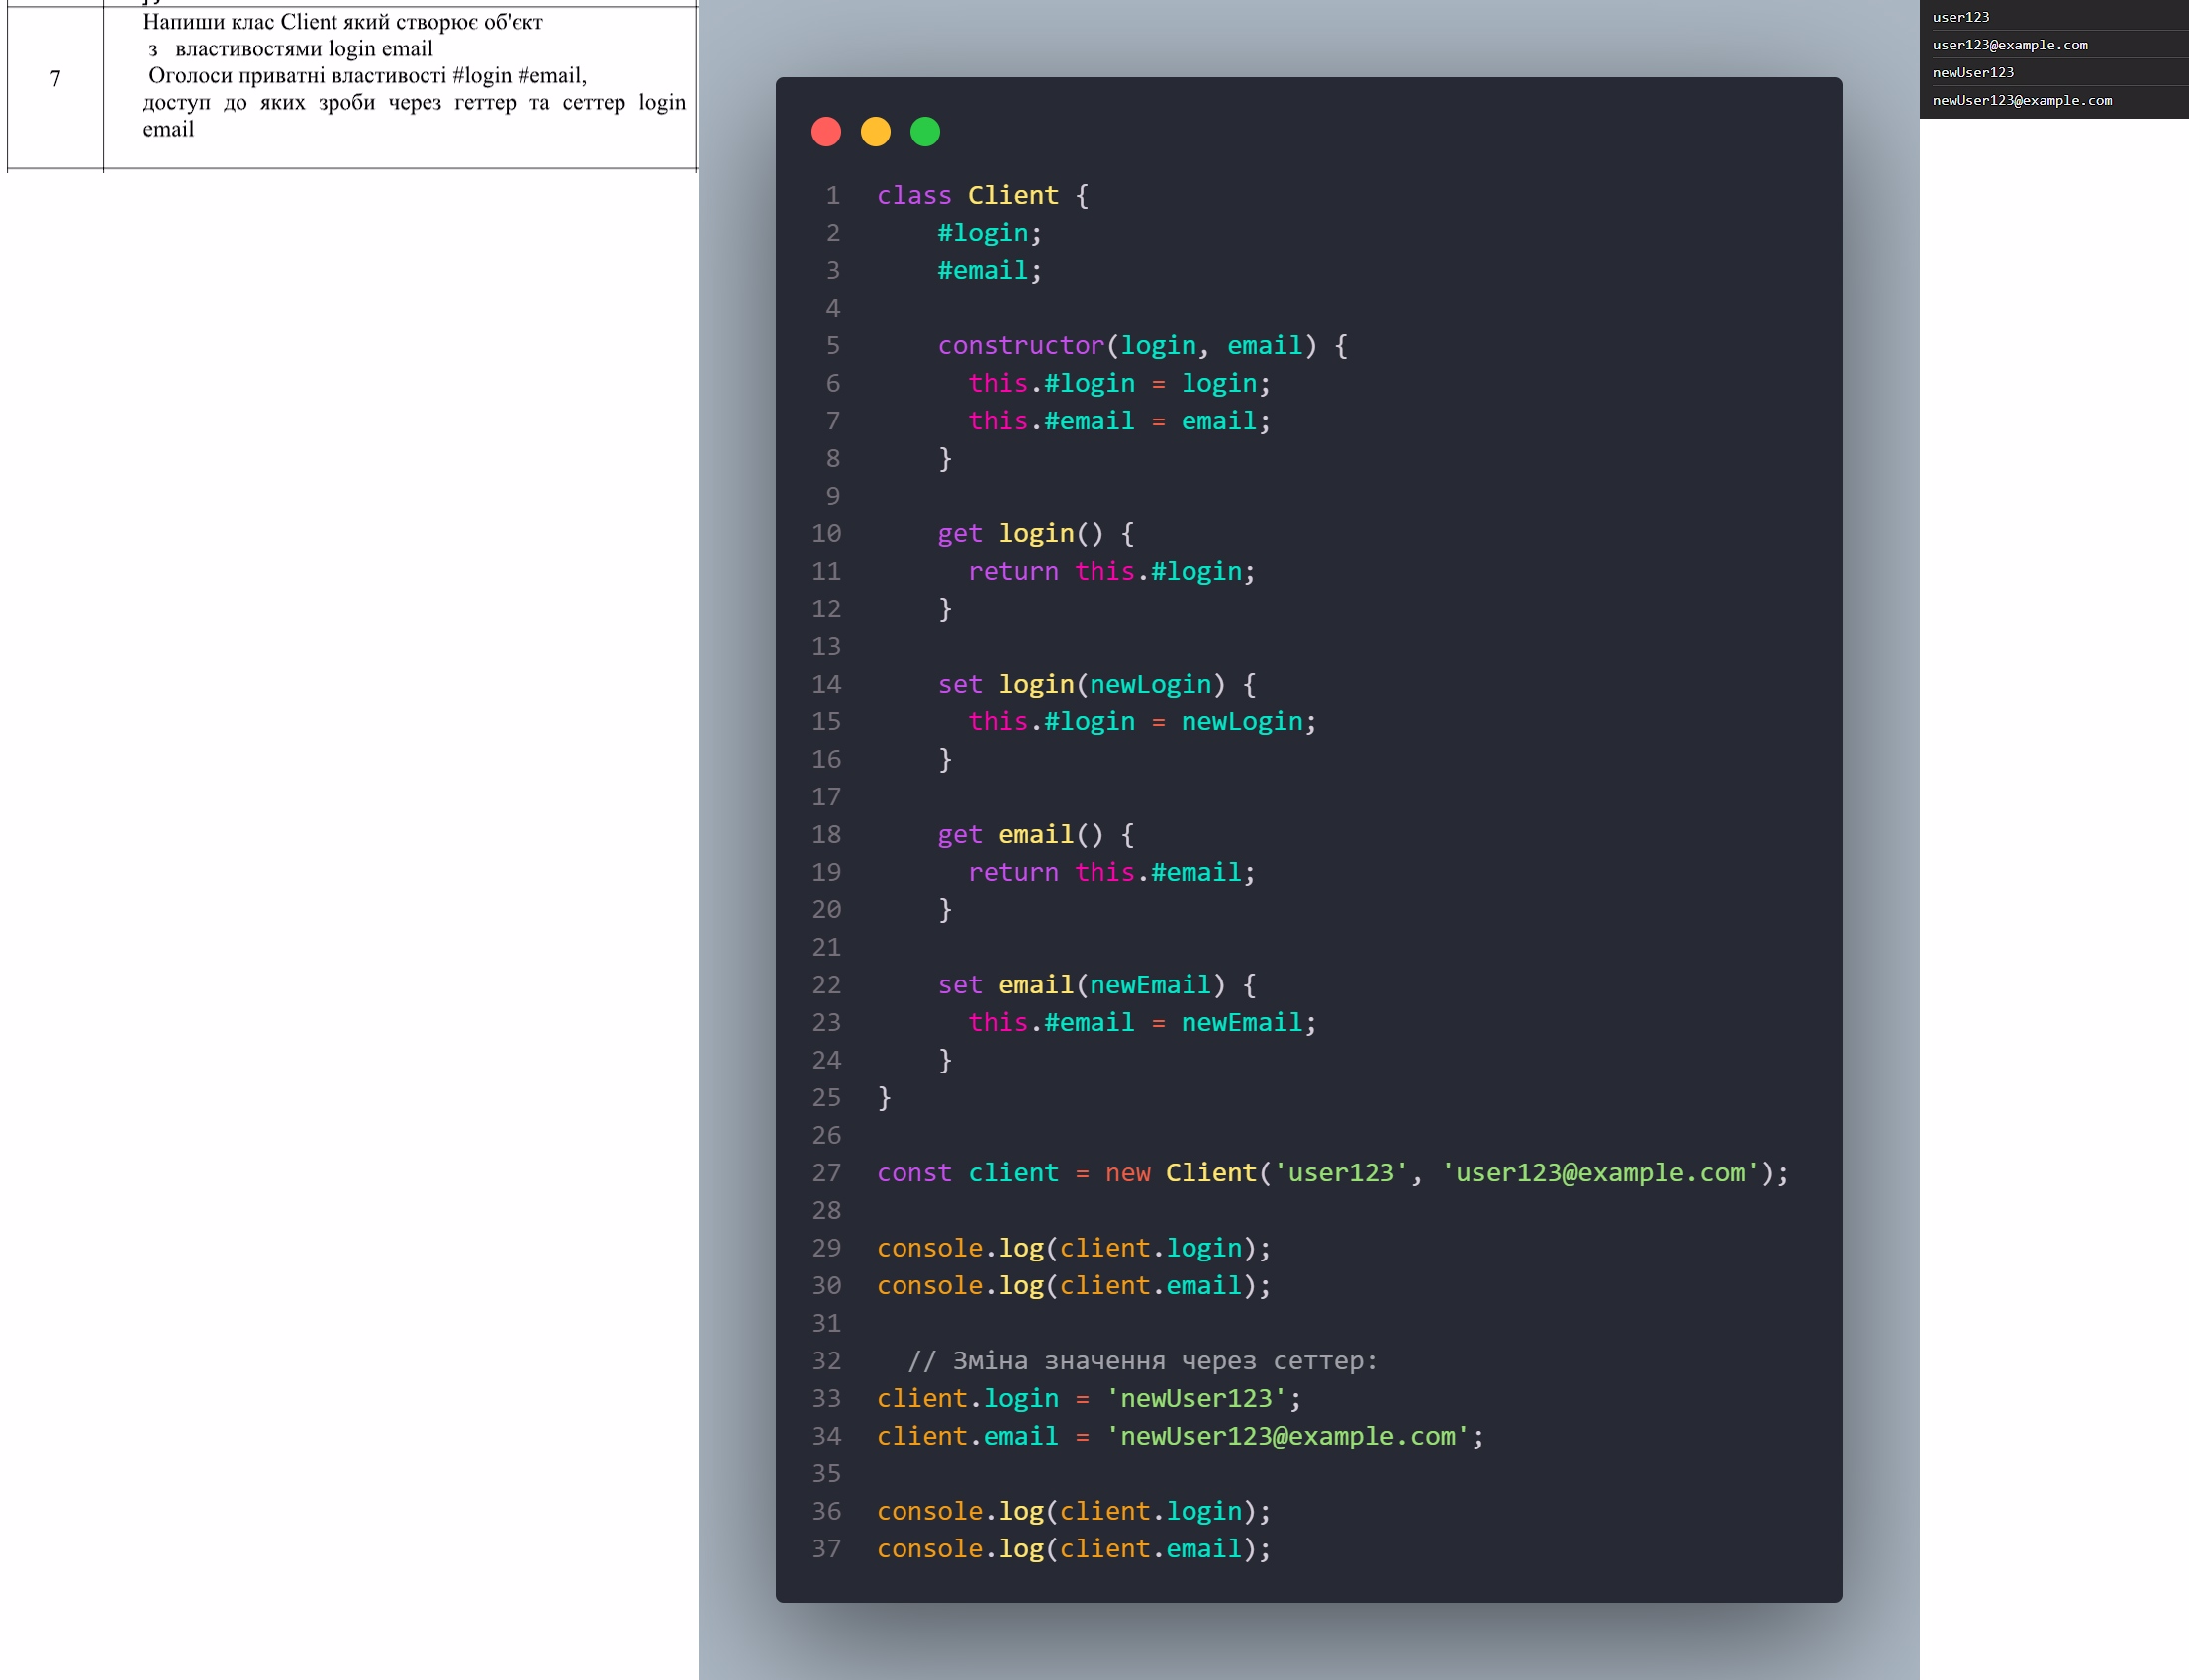 7
Напиши клас Client який створює об'єкт
з властивостями login email
Оголоси приватні властивості #login #email,
доступ до яких зроби через геттер та сеттер login
email
1 class Client {
2     #login;
3     #email;
4
5     constructor(login, email) {
6       this.#login = login;
7       this.#email = email;
8     }
9
10     get login() {
11       return this.#login;
12     }
13
14     set login(newLogin) {
15       this.#login = newLogin;
16     }
17
18     get email() {
19       return this.#email;
20     }
21
22     set email(newEmail) {
23       this.#email = newEmail;
24     }
25 }
26
27 const client = new Client('user123', 'user123@example.com');
28
29 console.log(client.login);
30 console.log(client.email);
31
32   // Зміна значення через сеттер:
33 client.login = 'newUser123';
34 client.email = 'newUser123@example.com';
35
36 console.log(client.login);
37 console.log(client.email);
user123
user123@example.com
newUser123
newUser123@example.com